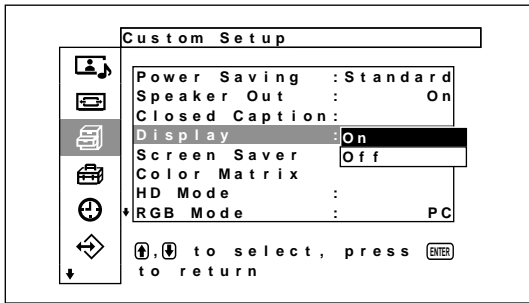 Custom Setup
Power Saving :Standard
Speaker Out : On
Closed Caption:
Display :On
Off
Screen Saver
Color Matrix
HD Mode :
RGB Mode : PC
, to select, press ENTER
to return